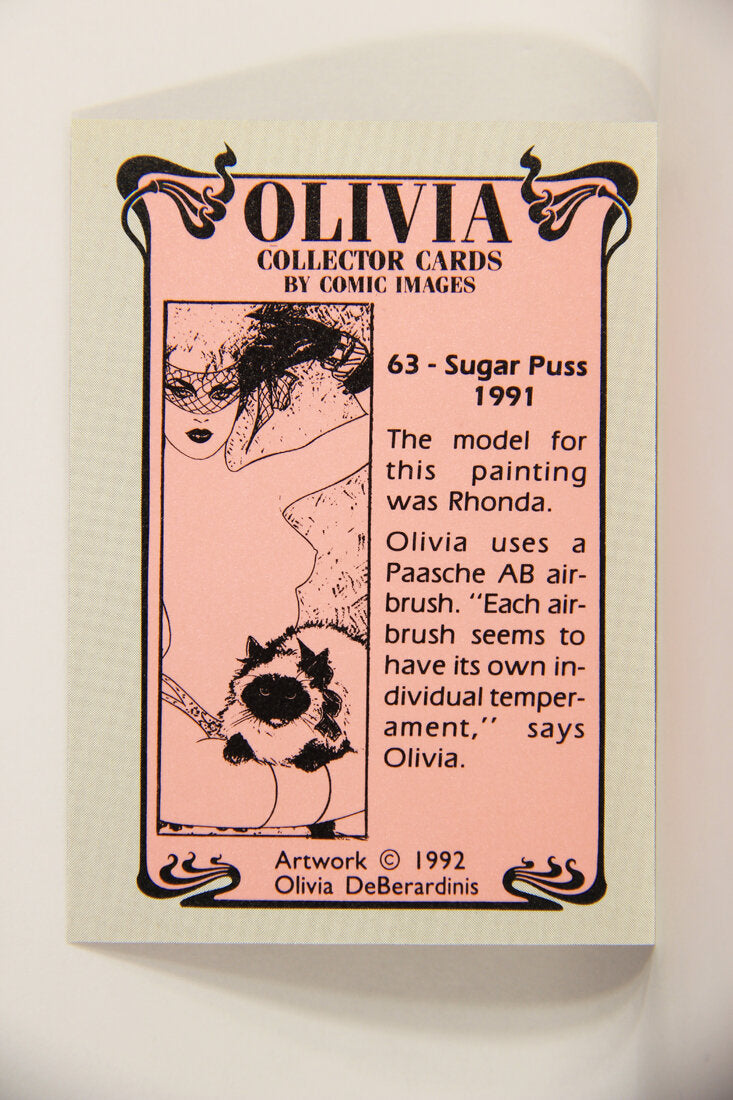 OLIVIA
COLLECTOR CARDS
BY COMIC IMAGES
63 - Sugar Puss
1991
The model for
this painting
was Rhonda.
Olivia uses a
Paasche AB air-
brush. "Each air-
brush seems to
have its own in-
dividual temper-
ament," says
Olivia.
Artwork © 1992
Olivia DeBerardinis